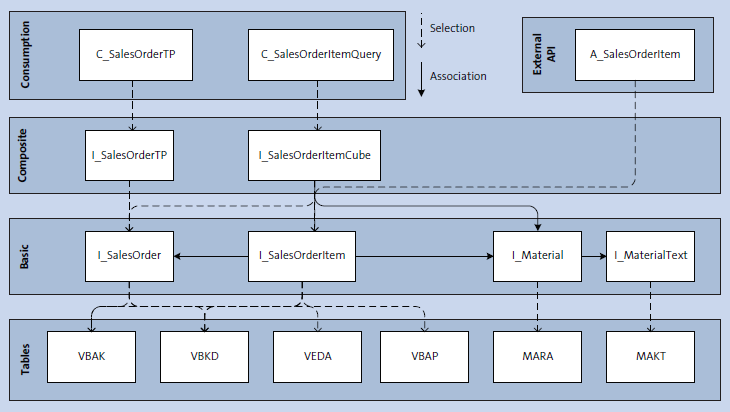 Consumption
C_SalesOrderTP
C_SalesOrderItemQuery
Selection
Association
External
API
A_SalesOrderItem
Composite
I_SalesOrderTP
I_SalesOrderItemCube
Basic
I_SalesOrder
I_SalesOrderItem
I_Material
I_MaterialText
Tables
VBAK
VBKD
VEDA
VBAP
MARA
MAKT